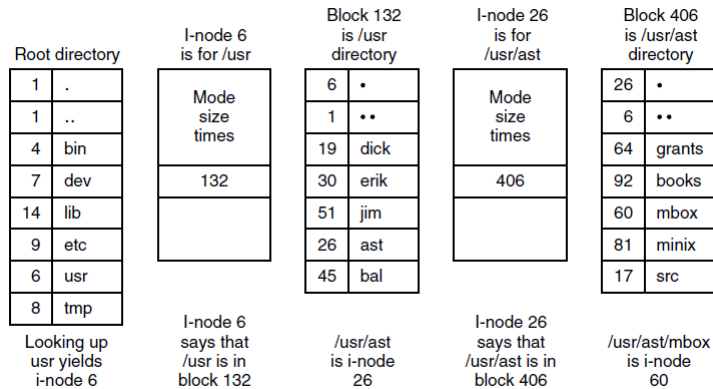 Root directory
1 .
1 ..
4 bin
7 dev
14 lib
9 etc
6 usr
8 tmp
Looking up
usr yields
i-node 6
I-node 6
is for /usr
Mode
size
times
132
I-node 6
says that
/usr is in
block 132
Block 132
is /usr
directory
6 •
1 ••
19 dick
30 erik
51 jim
26 ast
45 bal
/usr/ast
is i-node
26
I-node 26
is for
/usr/ast
Mode
size
times
406
I-node 26
says that
/usr/ast is in
block 406
Block 406
is /usr/ast
directory
26 •
6 ••
64 grants
92 books
60 mbox
81 minix
17 src
/usr/ast/mbox
is i-node
60